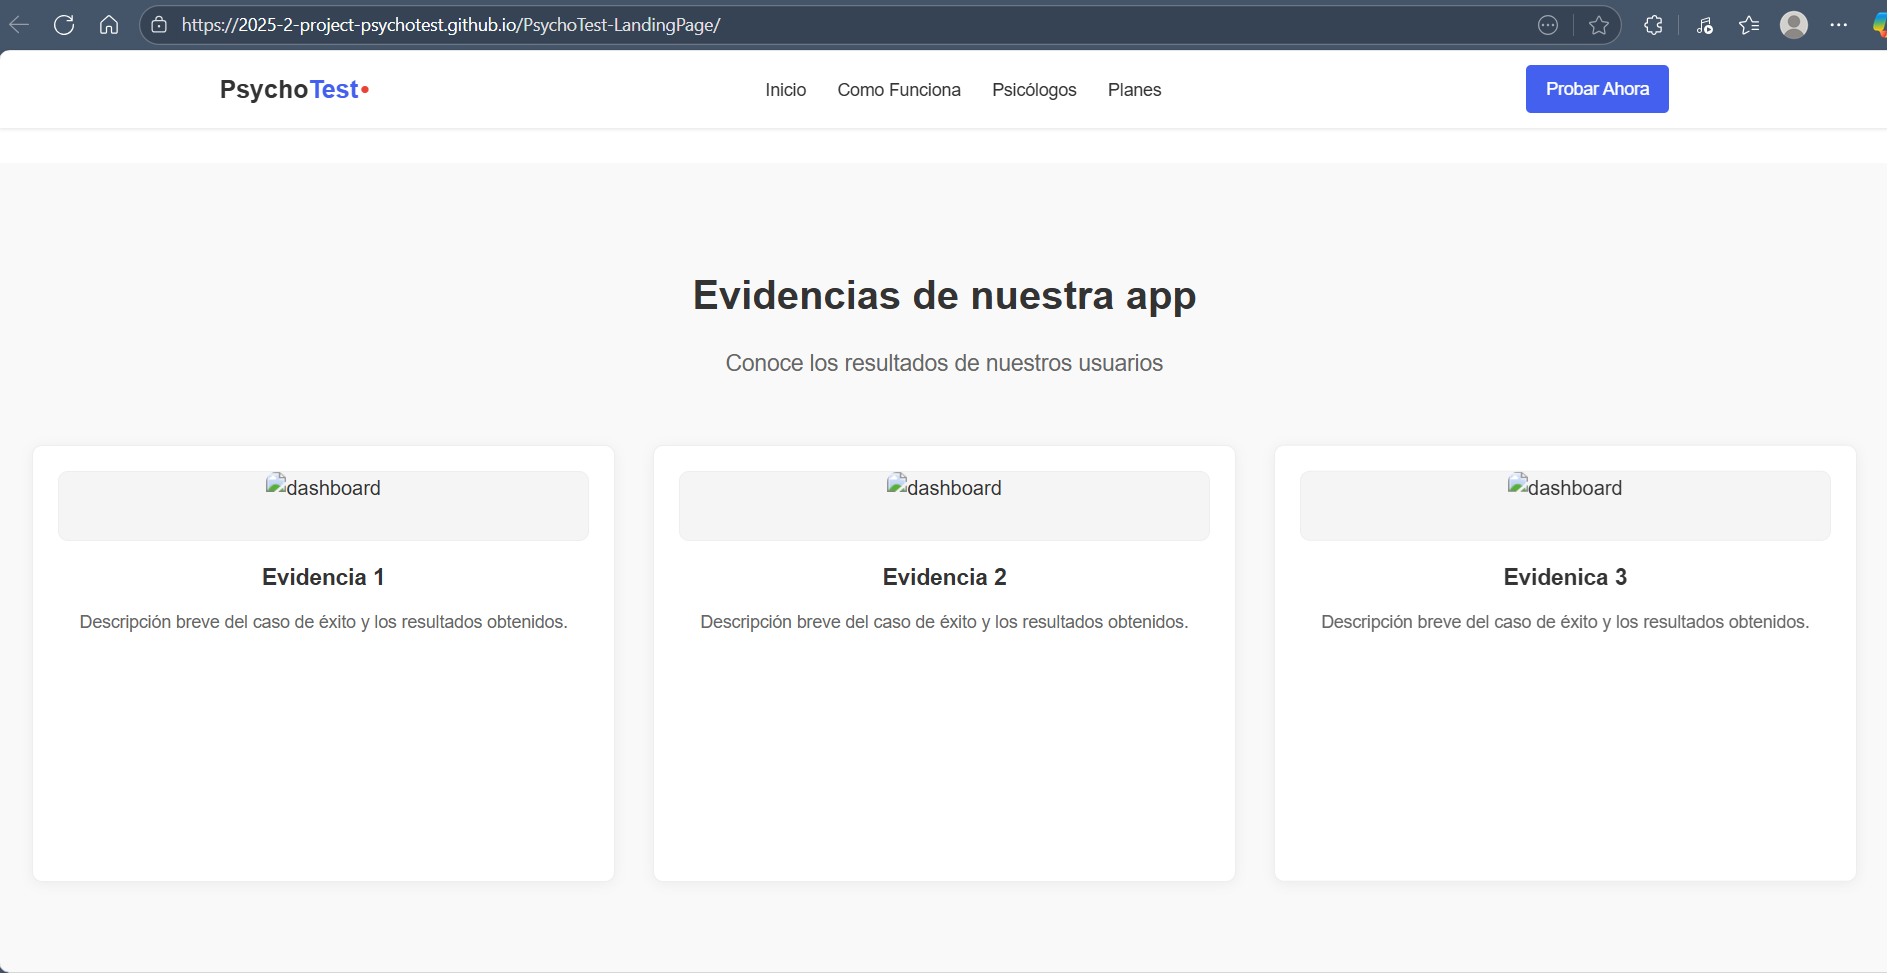 https://2025-2-project-psychotest.github.io/PsychoTest-LandingPage/
PsychoTest
Inicio Como Funciona Psicólogos Planes
Probar Ahora
Evidencias de nuestra app
Conoce los resultados de nuestros usuarios
dashboard
Evidencia 1
Descripción breve del caso de éxito y los resultados obtenidos.
dashboard
Evidencia 2
Descripción breve del caso de éxito y los resultados obtenidos.
dashboard
Evidenica 3
Descripción breve del caso de éxito y los resultados obtenidos.